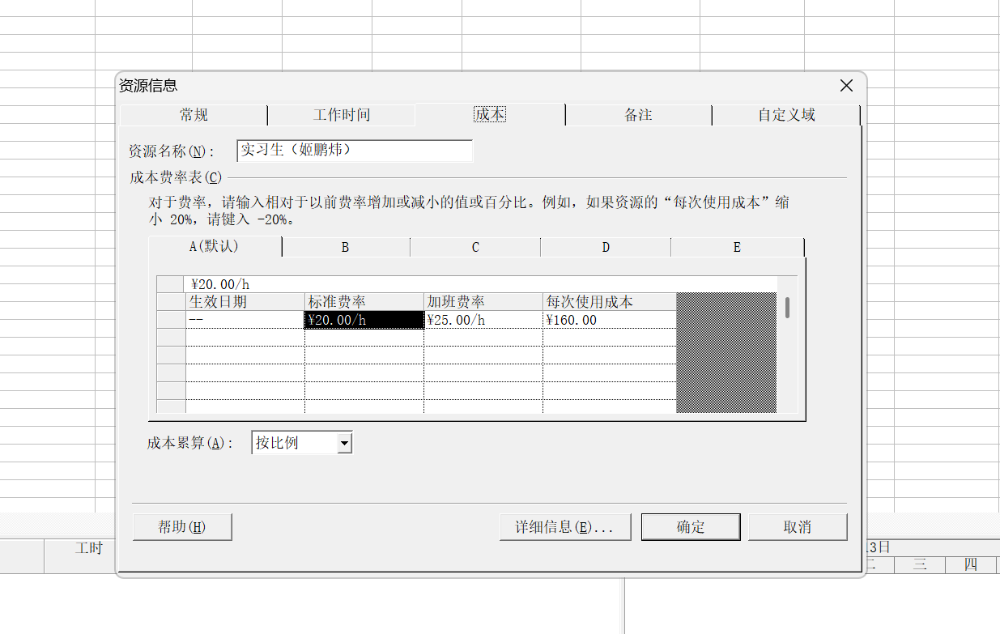 资源信息
常规 工作时间 成本 备注 自定义域
资源名称(N): 实习生（姬鹏炜）
成本费率表(C)
对于费率，请输入相对于以前费率增加或减小的值或百分比。例如，如果资源的“每次使用成本”缩
小 20%，请键入 -20%。
A(默认) B C D E
¥20.00/h
生效日期 标准费率 加班费率 每次使用成本
-- ¥20.00/h ¥25.00/h ¥160.00
成本累算(A): 按比例
帮助(H) 详细信息(E)... 确定 取消
工时 13日
二 三 四